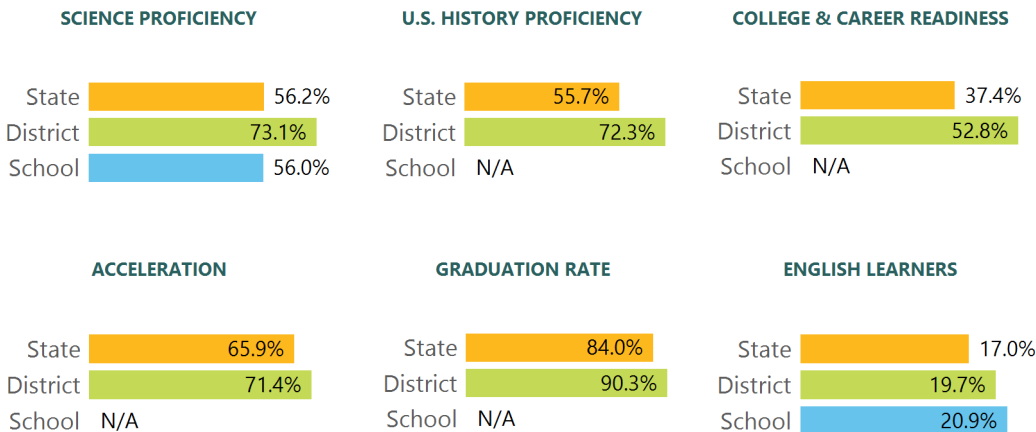 SCIENCE PROFICIENCY
State 56.2%
District 73.1%
School 56.0%
U.S. HISTORY PROFICIENCY
State 55.7%
District 72.3%
School N/A
COLLEGE & CAREER READINESS
State 37.4%
District 52.8%
School N/A
ACCELERATION
State 65.9%
District 71.4%
School N/A
GRADUATION RATE
State 84.0%
District 90.3%
School N/A
ENGLISH LEARNERS
State 17.0%
District 19.7%
School 20.9%